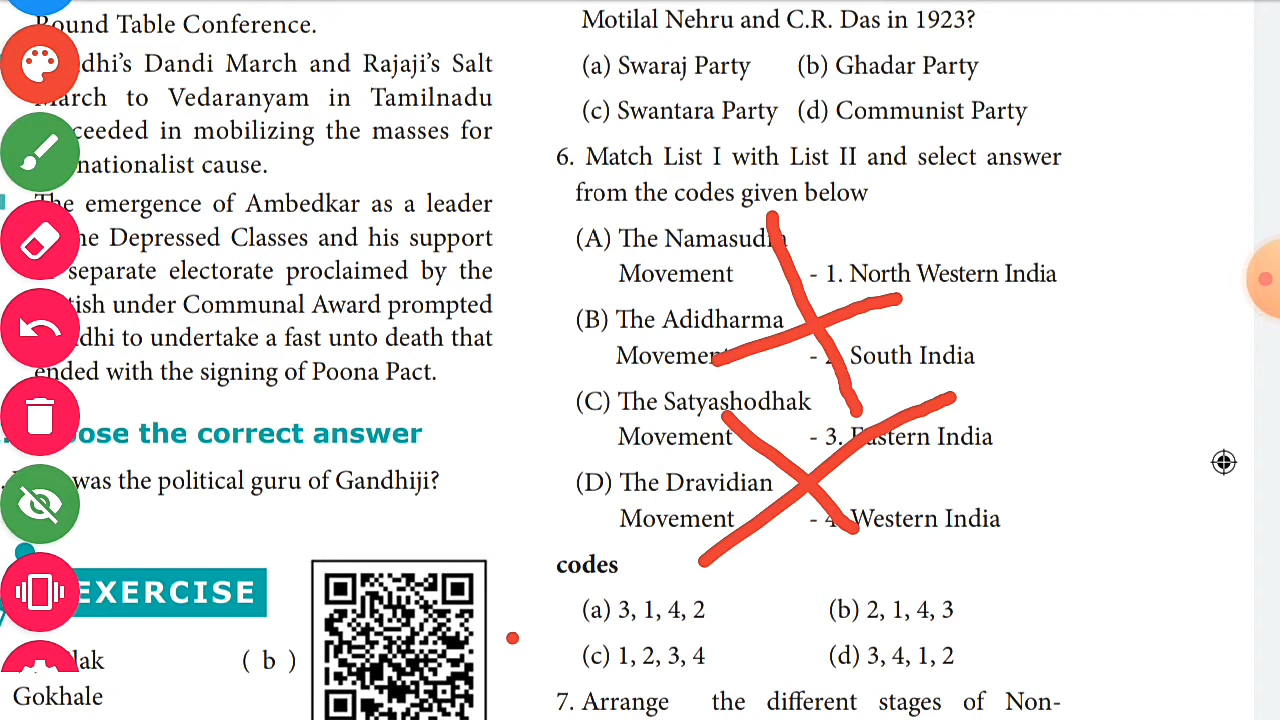 Round Table Conference.
dhi's Dandi March and Rajaji's Salt
March to Vedaranyam in Tamilnadu
ceeded in mobilizing the masses for
nationalist cause.
The emergence of Ambedkar as a leader
Depressed Classes and his support
separate electorate proclaimed by the
tish under Communal Award prompted
dhi to undertake a fast unto death that
ended with the signing of Poona Pact.
ose the correct answer
was the political guru of Gandhiji?
EXERCISE
lak ( b )
Gokhale
Motilal Nehru and C.R. Das in 1923?
(a) Swaraj Party (b) Ghadar Party
(c) Swantara Party (d) Communist Party
6. Match List I with List II and select answer
from the codes given below
(A) The Namasudra
Movement - 1. North Western India
(B) The Adidharma
Movement - 2. South India
(C) The Satyashodhak
Movement - 3. Eastern India
(D) The Dravidian
Movement - 4. Western India
codes
(a) 3, 1, 4, 2 (b) 2, 1, 4, 3
(c) 1, 2, 3, 4 (d) 3, 4, 1, 2
7. Arrange the different stages of Non-